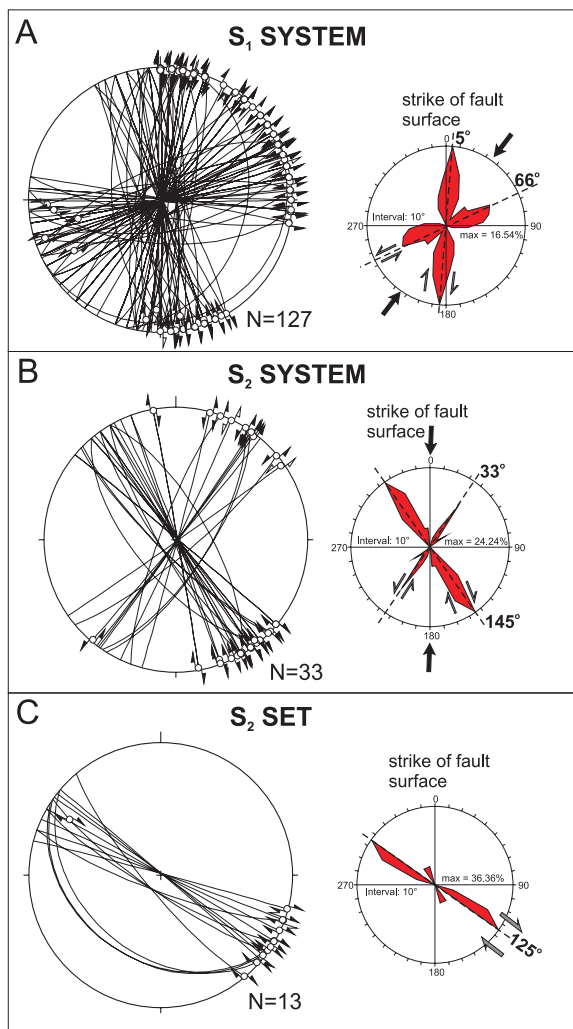 A
S₁ SYSTEM
strike of fault
surface
0
5°
66°
Interval: 10°
270
90
max = 16.54%
180
N=127
B
S₂ SYSTEM
strike of fault
surface
0
33°
Interval: 10°
max = 24.24%
270
90
145°
180
N=33
C
S₂ SET
strike of fault
surface
0
max = 36.36%
270
90
Interval: 10°
125°
180
N=13